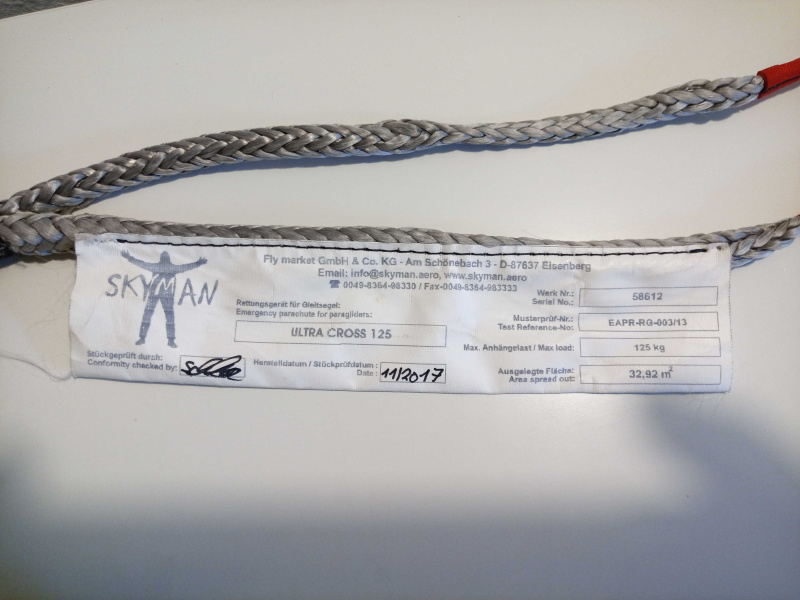 SKYMAN
Fly market GmbH & Co. KG - Am Schönebach 3 - D-87637 Eisenberg
Email: info@skyman.aero, www.skyman.aero
☎ 0049-8364-98330 / Fax-0049-8364-983333
Rettungsgerät für Gleitsegel:
Emergency parachute for paragliders:
ULTRA CROSS 125
Stückgeprüft durch:
Conformity checked by:
Herstelldatum / Stückprüfdatum :
Date :
11/2017
Werk Nr.:
Serial No.:
58612
Musterprüf-Nr.:
Test Reference-No:
EAPR-RG-003/13
Max. Anhängelast / Max load:
125 kg
Ausgelegte Fläche:
Area spread out:
32,92 m²